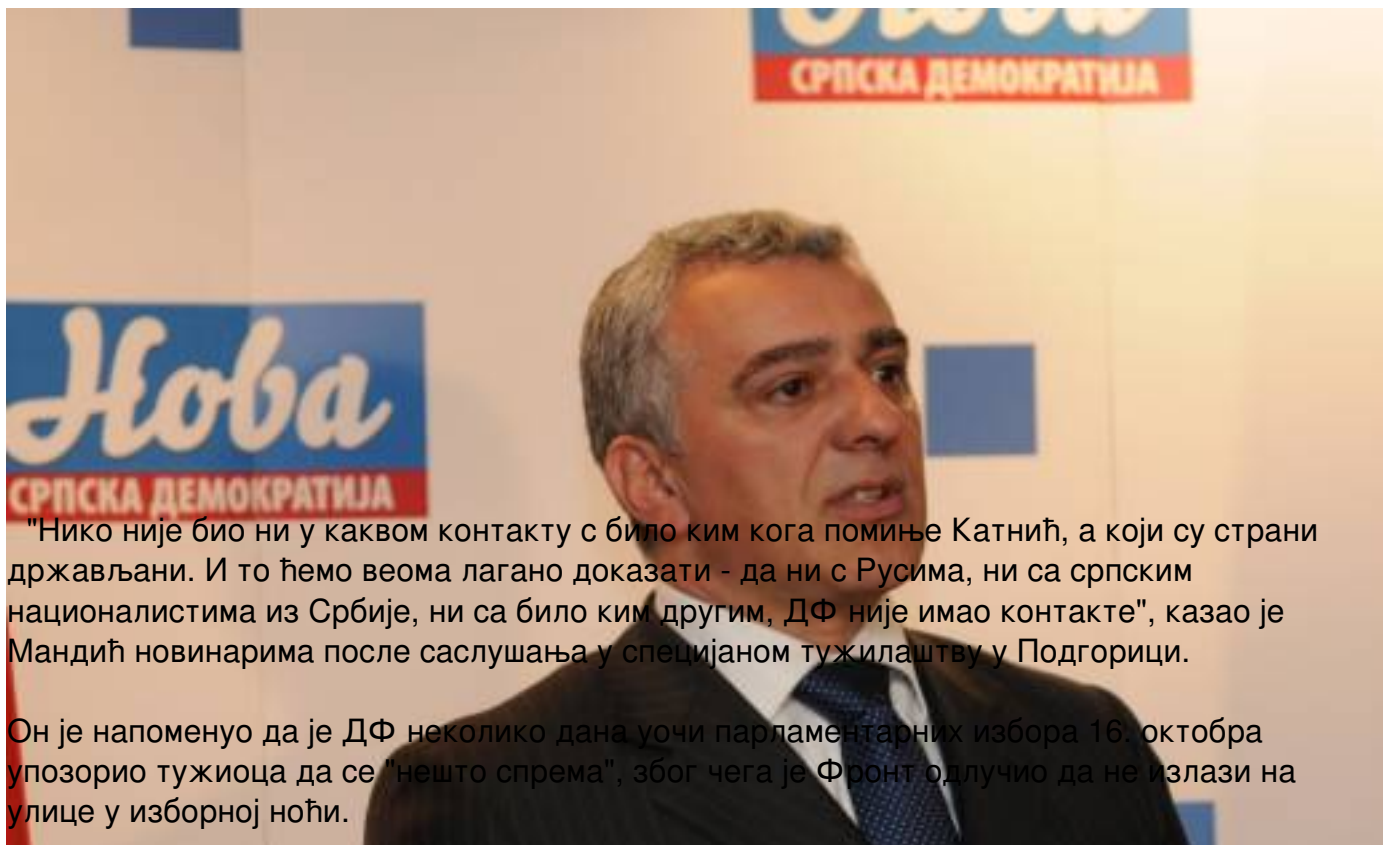 Нова
СРПСКА ДЕМОКРАТИЈА
Нова
СРПСКА ДЕМОКРАТИЈА
"Нико није био ни у каквом контакту с било ким кога помиње Катнић, а који су страни
држављани. И то ћемо веома лагано доказати - да ни с Русима, ни са српским
националистима из Србије, ни са било ким другим, ДФ није имао контакте", казао је
Мандић новинарима после саслушања у специјаном тужилаштву у Подгорици.
Он је напоменуо да је ДФ неколико дана уочи парламентарних избора 16. октобра
упозорио тужиоца да се "нешто спрема", због чега је Фронт одлучио да не излази на
улице у изборној ноћи.